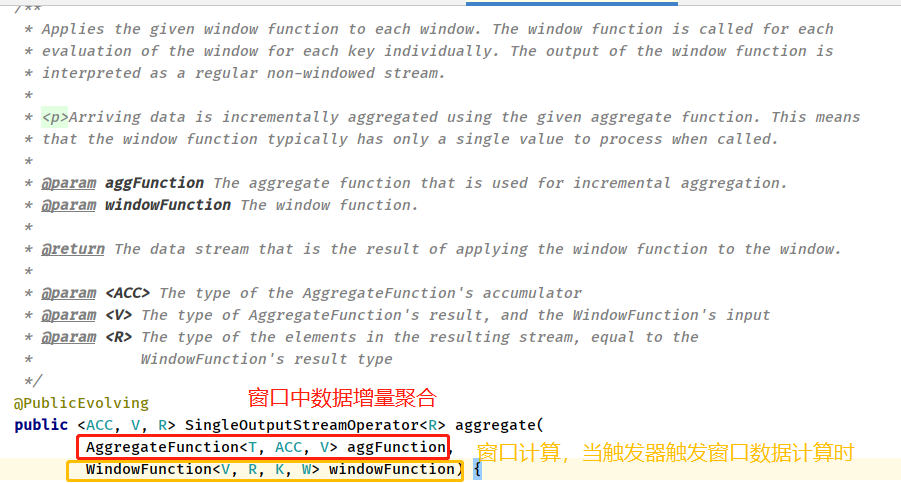 /**
* Applies the given window function to each window. The window function is called for each
* evaluation of the window for each key individually. The output of the window function is
* interpreted as a regular non-windowed stream.
*
* <p>Arriving data is incrementally aggregated using the given aggregate function. This means
* that the window function typically has only a single value to process when called.
*
* @param aggFunction The aggregate function that is used for incremental aggregation.
* @param windowFunction The window function.
*
* @return The data stream that is the result of applying the window function to the window.
*
* @param <ACC> The type of the AggregateFunction's accumulator
* @param <V> The type of AggregateFunction's result, and the WindowFunction's input
* @param <R> The type of the elements in the resulting stream, equal to the
* WindowFunction's result type
*/
窗口中数据增量聚合
@PublicEvolving
public <ACC, V, R> SingleOutputStreamOperator<R> aggregate(
AggregateFunction<T, ACC, V> aggFunction,
窗口计算，当触发器触发窗口数据计算时
WindowFunction<V, R, K, W> windowFunction) {